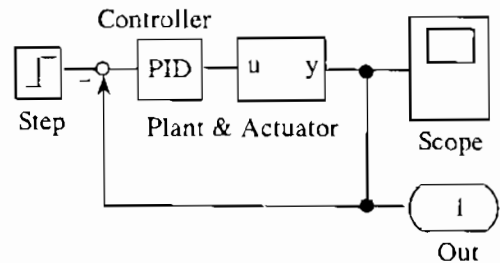 Controller
PID
u y
Step
Plant & Actuator
Scope
1
Out